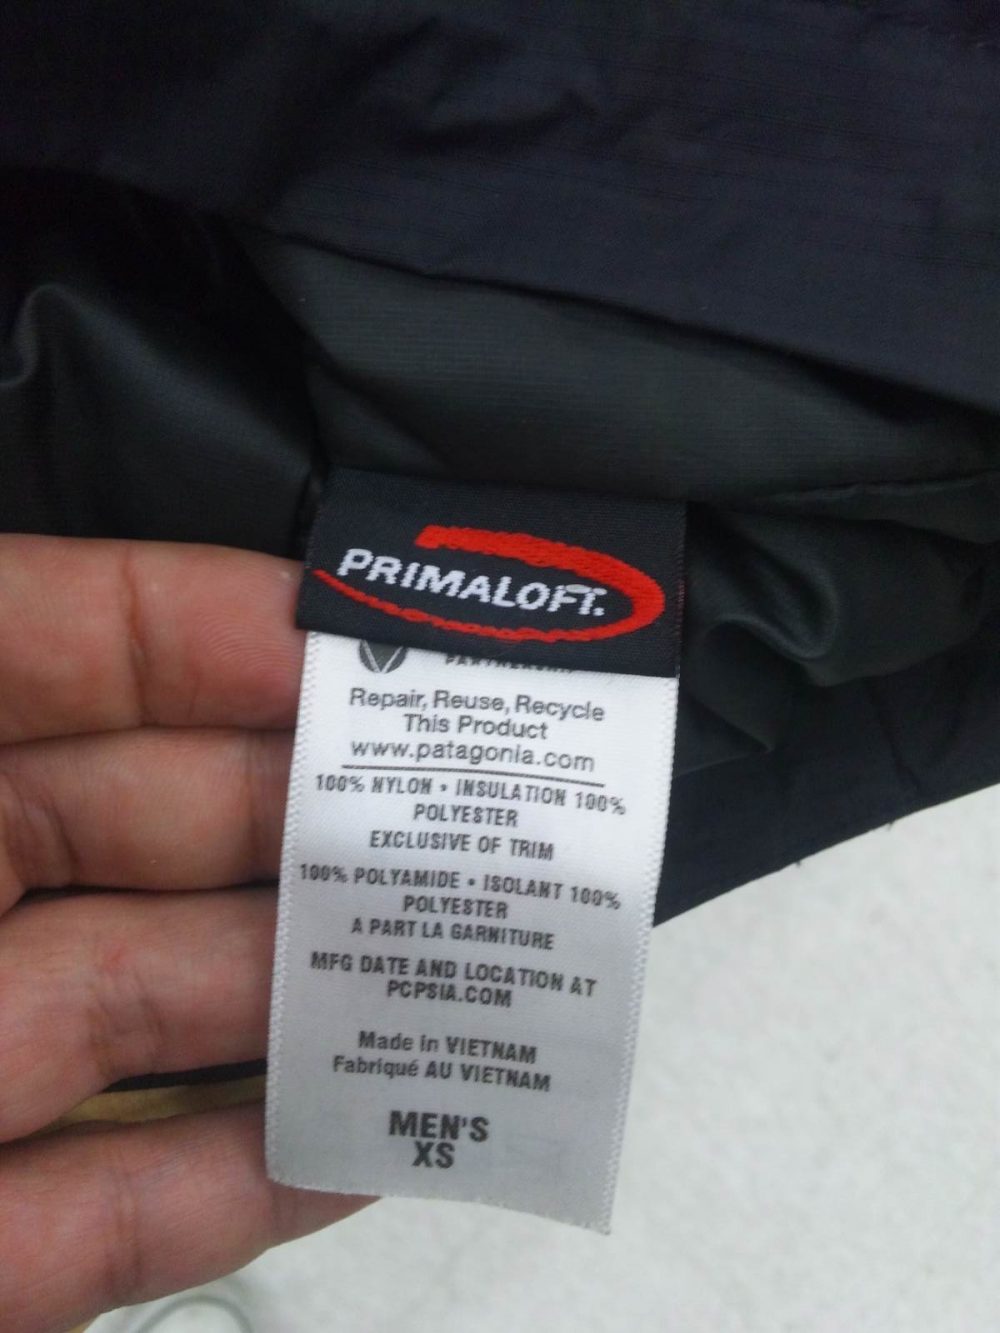 PRIMALOFT.
Repair, Reuse, Recycle
This Product
www.patagonia.com
100% NYLON • INSULATION 100%
POLYESTER
EXCLUSIVE OF TRIM
100% POLYAMIDE • ISOLANT 100%
POLYESTER
A PART LA GARNITURE
MFG DATE AND LOCATION AT
PCPSIA.COM
Made in VIETNAM
Fabriqué AU VIETNAM
MEN'S
XS